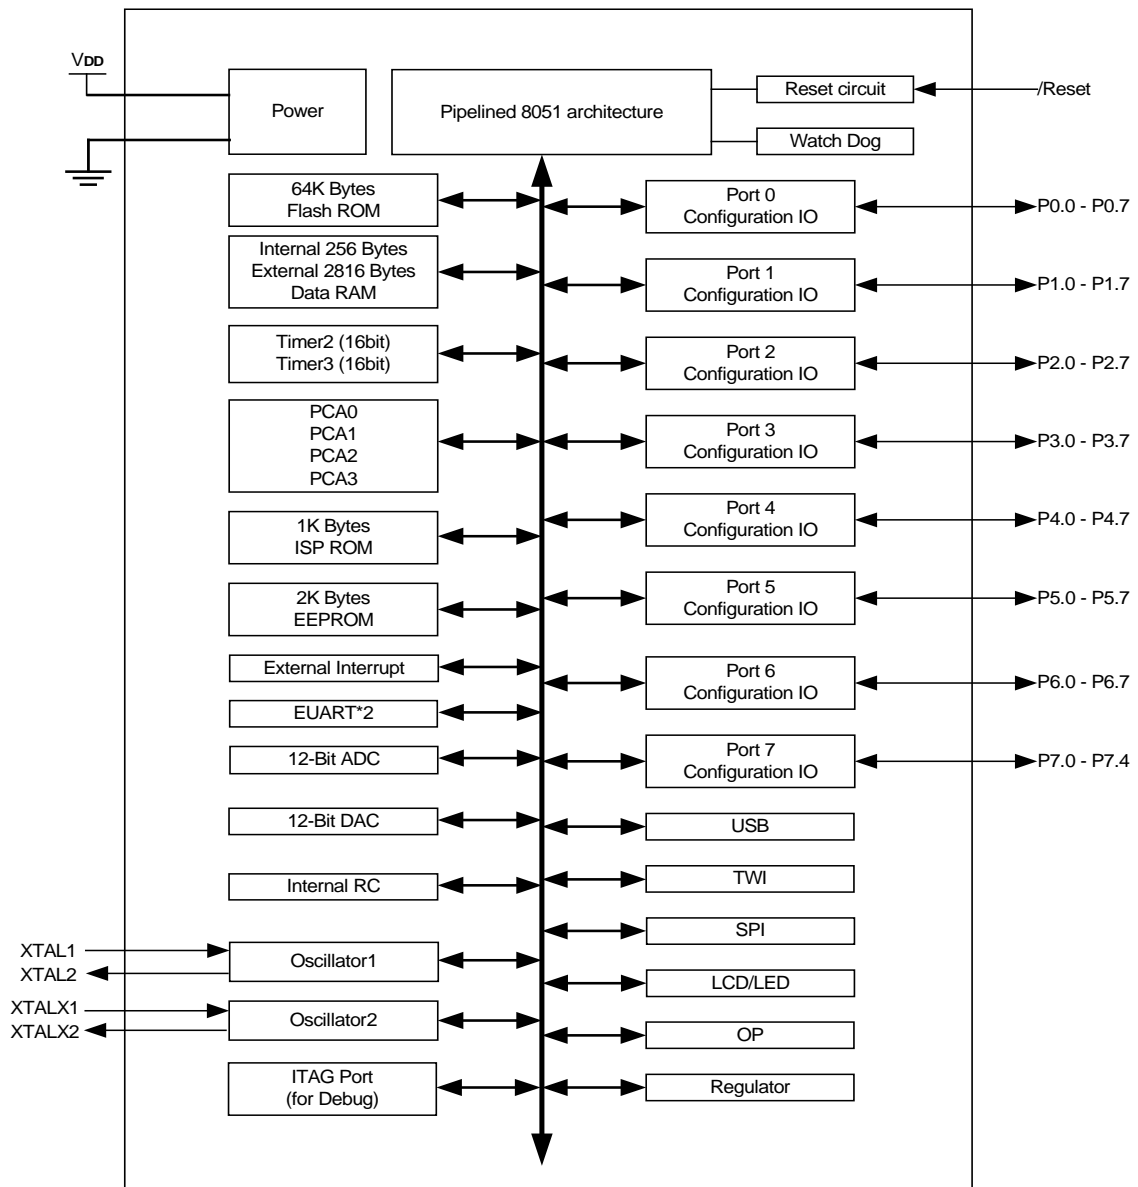 VDD
Power
Pipelined 8051 architecture
Reset circuit
/Reset
Watch Dog
64K Bytes
Flash ROM
Port 0
Configuration IO
P0.0 - P0.7
Internal 256 Bytes
External 2816 Bytes
Data RAM
Port 1
Configuration IO
P1.0 - P1.7
Timer2 (16bit)
Timer3 (16bit)
Port 2
Configuration IO
P2.0 - P2.7
PCA0
PCA1
PCA2
PCA3
Port 3
Configuration IO
P3.0 - P3.7
1K Bytes
ISP ROM
Port 4
Configuration IO
P4.0 - P4.7
2K Bytes
EEPROM
Port 5
Configuration IO
P5.0 - P5.7
External Interrupt
Port 6
Configuration IO
P6.0 - P6.7
EUART*2
12-Bit ADC
Port 7
Configuration IO
P7.0 - P7.4
12-Bit DAC
USB
Internal RC
TWI
SPI
XTAL1
XTAL2
Oscillator1
LCD/LED
XTALX1
XTALX2
Oscillator2
OP
ITAG Port
(for Debug)
Regulator